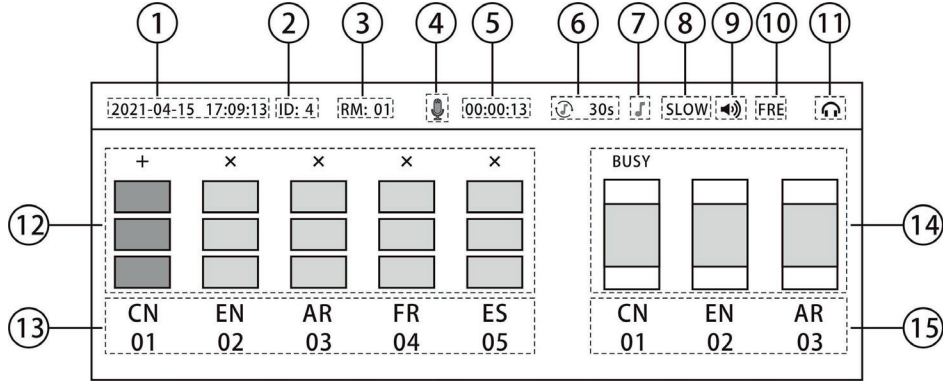 1 2 3 4 5 6 7 8 9 10 11
2021-04-15 17:09:13 ID: 4 RM: 01 00:00:13 30s SLOW FRE
+ × × × × BUSY
12 14
CN EN AR FR ES CN EN AR
13 15
01 02 03 04 05 01 02 03